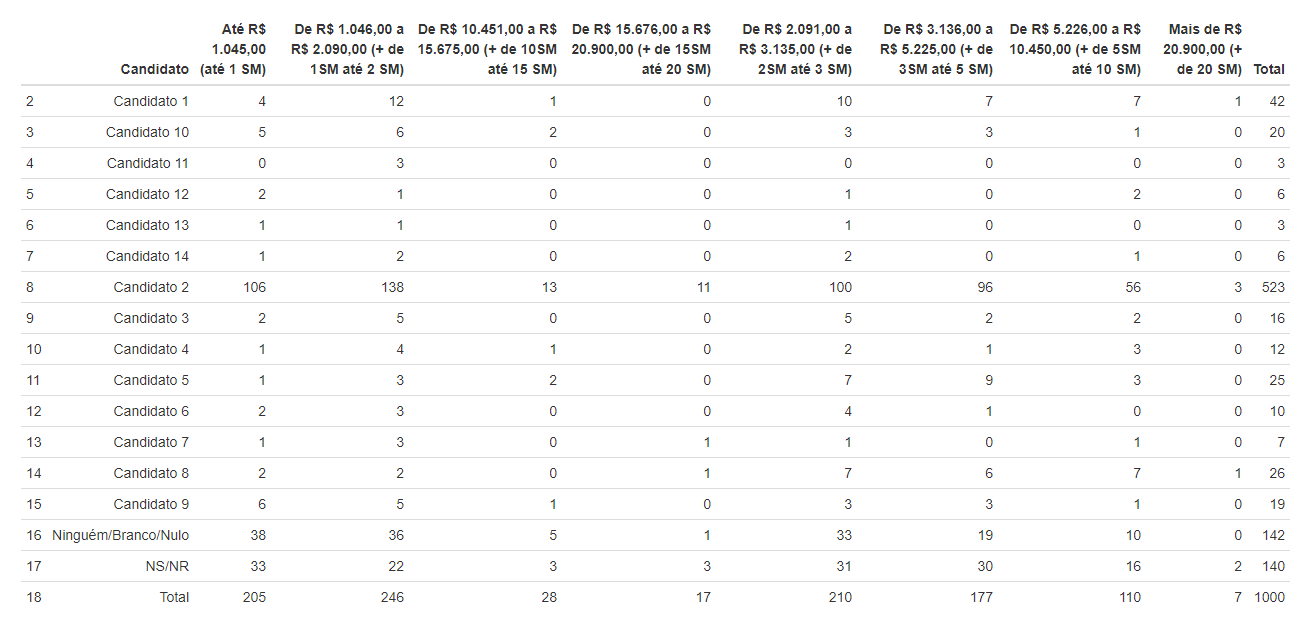 Até R$ De R$ 1.046,00 a De R$ 10.451,00 a R$ De R$ 15.676,00 a R$ De R$ 2.091,00 a De R$ 3.136,00 a De R$ 5.226,00 a R$ Mais de R$
1.045,00 R$ 2.090,00 (+ de 15.675,00 (+ de 10SM 20.900,00 (+ de 15SM R$ 3.135,00 (+ de R$ 5.225,00 (+ de 10.450,00 (+ de 5SM 20.900,00 (+
Candidato (até 1 SM) 1SM até 2 SM) até 15 SM) até 20 SM) 2SM até 3 SM) 3SM até 5 SM) até 10 SM) de 20 SM) Total
2 Candidato 1 4 12 1 0 10 7 7 1 42
3 Candidato 10 5 6 2 0 3 3 1 0 20
4 Candidato 11 0 3 0 0 0 0 0 0 3
5 Candidato 12 2 1 0 0 1 0 2 0 6
6 Candidato 13 1 1 0 0 1 0 0 0 3
7 Candidato 14 1 2 0 0 2 0 1 0 6
8 Candidato 2 106 138 13 11 100 96 56 3 523
9 Candidato 3 2 5 0 0 5 2 2 0 16
10 Candidato 4 1 4 1 0 2 1 3 0 12
11 Candidato 5 1 3 2 0 7 9 3 0 25
12 Candidato 6 2 3 0 0 4 1 0 0 10
13 Candidato 7 1 3 0 1 1 0 1 0 7
14 Candidato 8 2 2 0 1 7 6 7 1 26
15 Candidato 9 6 5 1 0 3 3 1 0 19
16 Ninguém/Branco/Nulo 38 36 5 1 33 19 10 0 142
17 NS/NR 33 22 3 3 31 30 16 2 140
18 Total 205 246 28 17 210 177 110 7 1000